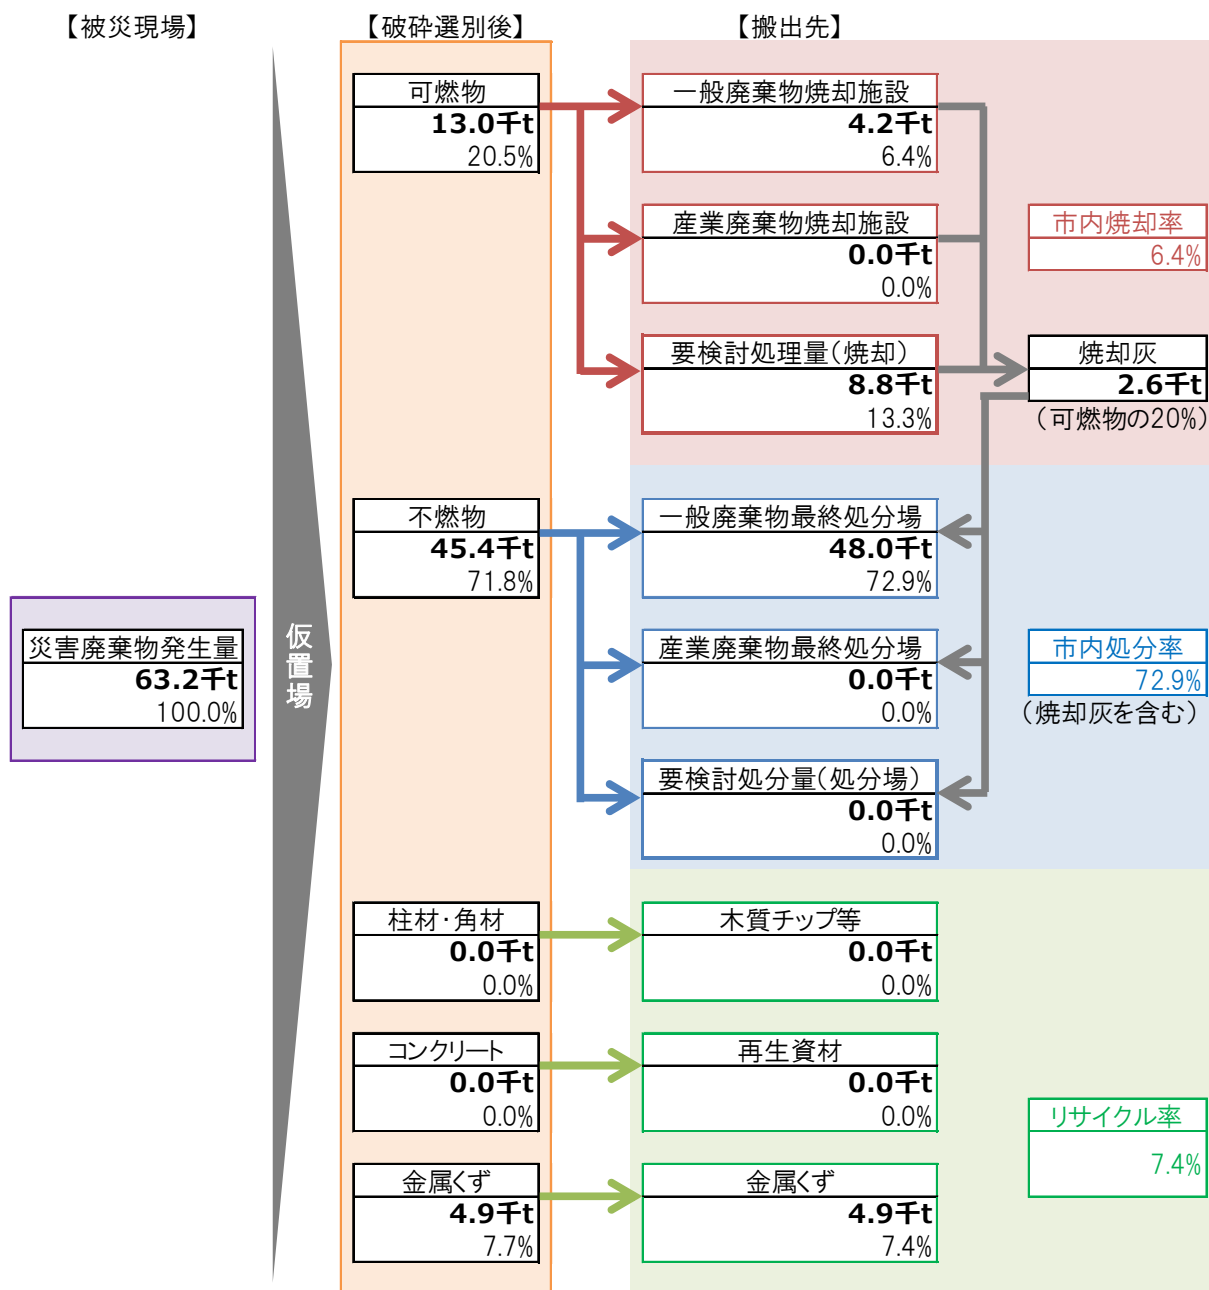 【被災現場】
【破砕選別後】
【搬出先】
災害廃棄物発生量
63.2千t
100.0%
仮置場
可燃物
13.0千t
20.5%
不燃物
45.4千t
71.8%
柱材・角材
0.0千t
0.0%
コンクリート
0.0千t
0.0%
金属くず
4.9千t
7.7%
一般廃棄物焼却施設
4.2千t
6.4%
産業廃棄物焼却施設
0.0千t
0.0%
要検討処理量(焼却)
8.8千t
13.3%
一般廃棄物最終処分場
48.0千t
72.9%
産業廃棄物最終処分場
0.0千t
0.0%
要検討処分量(処分場)
0.0千t
0.0%
木質チップ等
0.0千t
0.0%
再生資材
0.0千t
0.0%
金属くず
4.9千t
7.4%
市内焼却率
6.4%
焼却灰
2.6千t
(可燃物の20%)
市内処分率
72.9%
(焼却灰を含む)
リサイクル率
7.4%